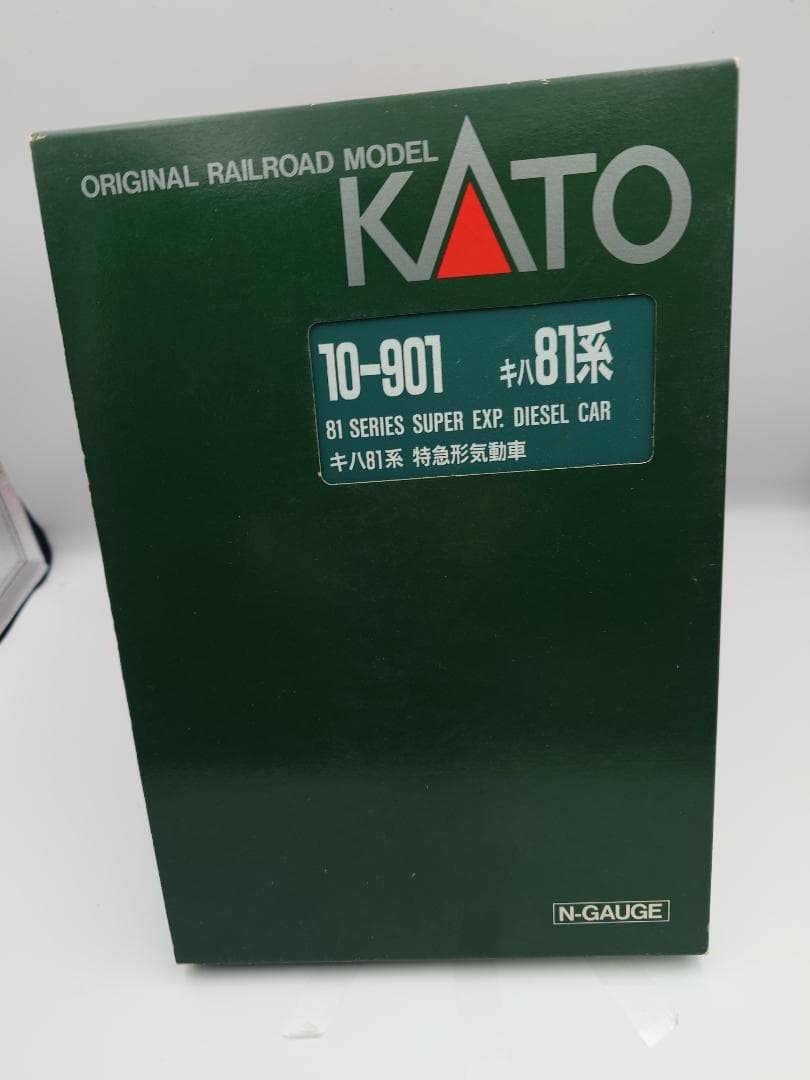 ORIGINAL RAILROAD MODEL
KATO
10-901 キハ81系
81 SERIES SUPER EXP. DIESEL CAR
キハ81系 特急形気動車
N-GAUGE